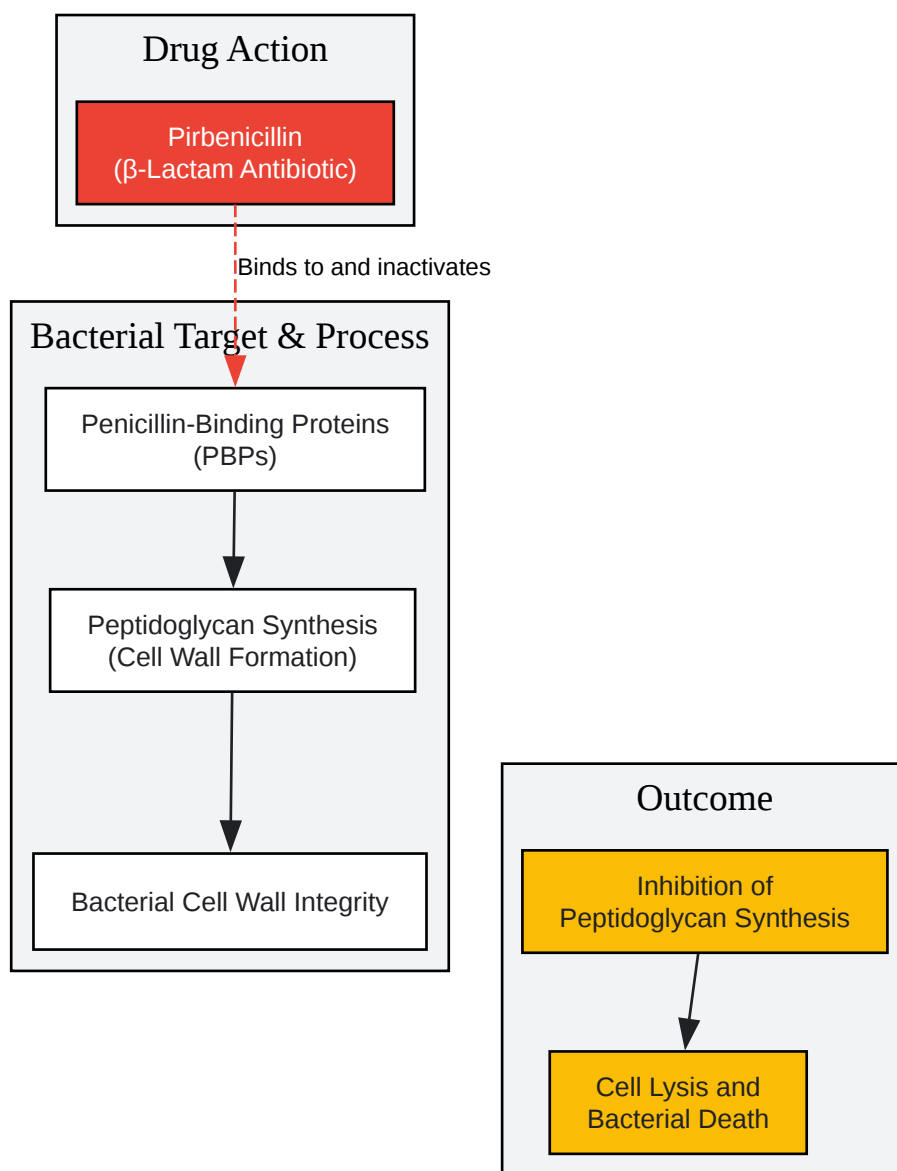 Drug Action
Pirbenicillin
(β-Lactam Antibiotic)
Binds to and inactivates
Bacterial Target & Process
Penicillin-Binding Proteins
(PBPs)
Peptidoglycan Synthesis
(Cell Wall Formation)
Bacterial Cell Wall Integrity
Outcome
Inhibition of
Peptidoglycan Synthesis
Cell Lysis and
Bacterial Death